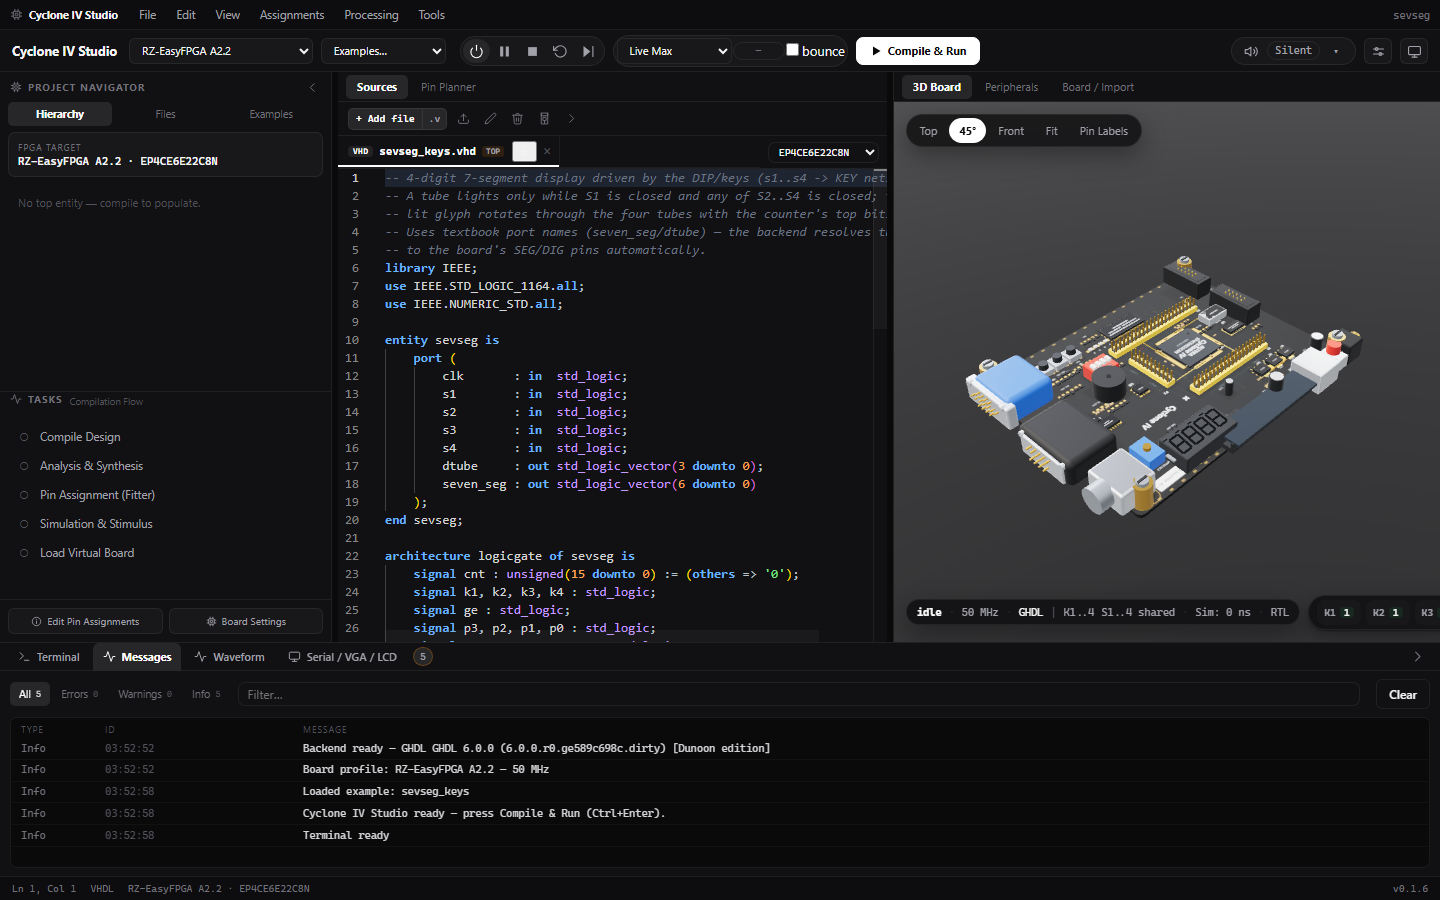 Cyclone IV Studio File Edit View Assignments Processing Tools sevseg
Cyclone IV Studio RZ-EasyFPGA A2.2 Examples... Live Max – bounce Compile & Run Silent
PROJECT NAVIGATOR
Hierarchy Files Examples
FPGA TARGET
RZ-EasyFPGA A2.2 · EP4CE6E22C8N
No top entity — compile to populate.
TASKS Compilation Flow
Compile Design
Analysis & Synthesis
Pin Assignment (Fitter)
Simulation & Stimulus
Load Virtual Board
Edit Pin Assignments Board Settings
Sources Pin Planner
+ Add file .v
VHD sevseg_keys.vhd TOP × EP4CE6E22C8N
1 -- 4-digit 7-segment display driven by the DIP/keys (s1..s4 -> KEY net
2 -- A tube lights only while S1 is closed and any of S2..S4 is closed;
3 -- lit glyph rotates through the four tubes with the counter's top bit
4 -- Uses textbook port names (seven_seg/dtube) — the backend resolves t
5 -- to the board's SEG/DIG pins automatically.
6 library IEEE;
7 use IEEE.STD_LOGIC_1164.all;
8 use IEEE.NUMERIC_STD.all;
9
10 entity sevseg is
11 port (
12 clk : in std_logic;
13 s1 : in std_logic;
14 s2 : in std_logic;
15 s3 : in std_logic;
16 s4 : in std_logic;
17 dtube : out std_logic_vector(3 downto 0);
18 seven_seg : out std_logic_vector(6 downto 0)
19 );
20 end sevseg;
21
22 architecture logicgate of sevseg is
23 signal cnt : unsigned(15 downto 0) := (others => '0');
24 signal k1, k2, k3, k4 : std_logic;
25 signal ge : std_logic;
26 signal p3, p2, p1, p0 : std_logic;
3D Board Peripherals Board / Import
Top 45° Front Fit Pin Labels
Cyclone IV
idle · 50 MHz · GHDL | K1..4 S1..4 shared · Sim: 0 ns · RTL
K1 1 K2 1 K3
Terminal Messages Waveform Serial / VGA / LCD 5
All 5 Errors 0 Warnings 0 Info 5 Filter... Clear
TYPE ID MESSAGE
Info 03:52:52 Backend ready — GHDL GHDL 6.0.0 (6.0.0.r0.ge589c698c.dirty) [Dunoon edition]
Info 03:52:52 Board profile: RZ-EasyFPGA A2.2 — 50 MHz
Info 03:52:58 Loaded example: sevseg_keys
Info 03:52:58 Cyclone IV Studio ready — press Compile & Run (Ctrl+Enter).
Info 03:52:58 Terminal ready
Ln 1, Col 1 VHDL RZ-EasyFPGA A2.2 · EP4CE6E22C8N v0.1.6